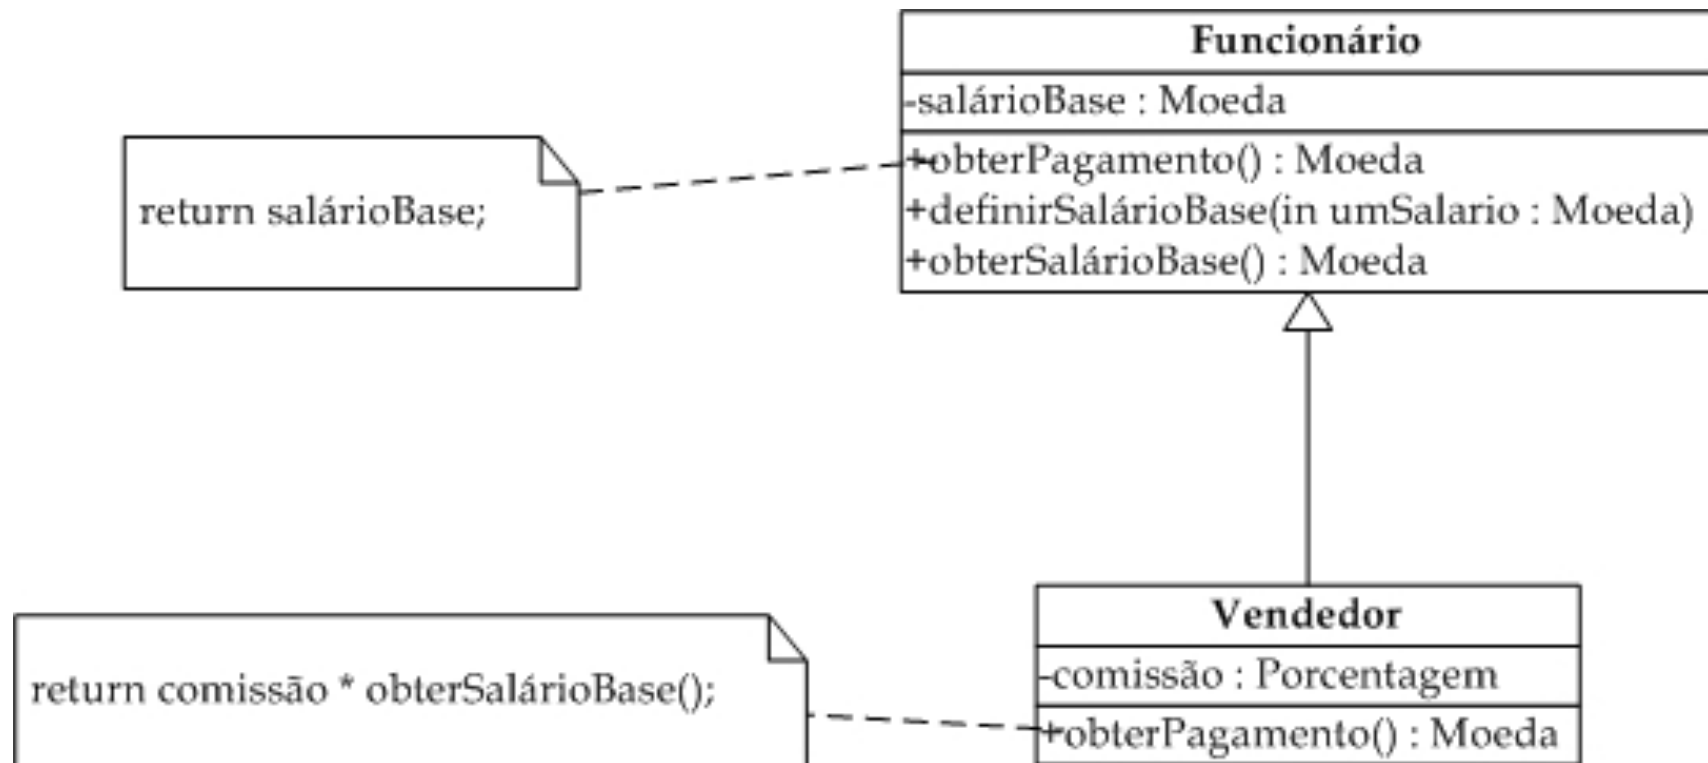 Funcionário
-salárioBase : Moeda
+obterPagamento() : Moeda
+definirSalárioBase(in umSalario : Moeda)
+obterSalárioBase() : Moeda
return salárioBase;
Vendedor
-comissão : Porcentagem
+obterPagamento() : Moeda
return comissão * obterSalárioBase();